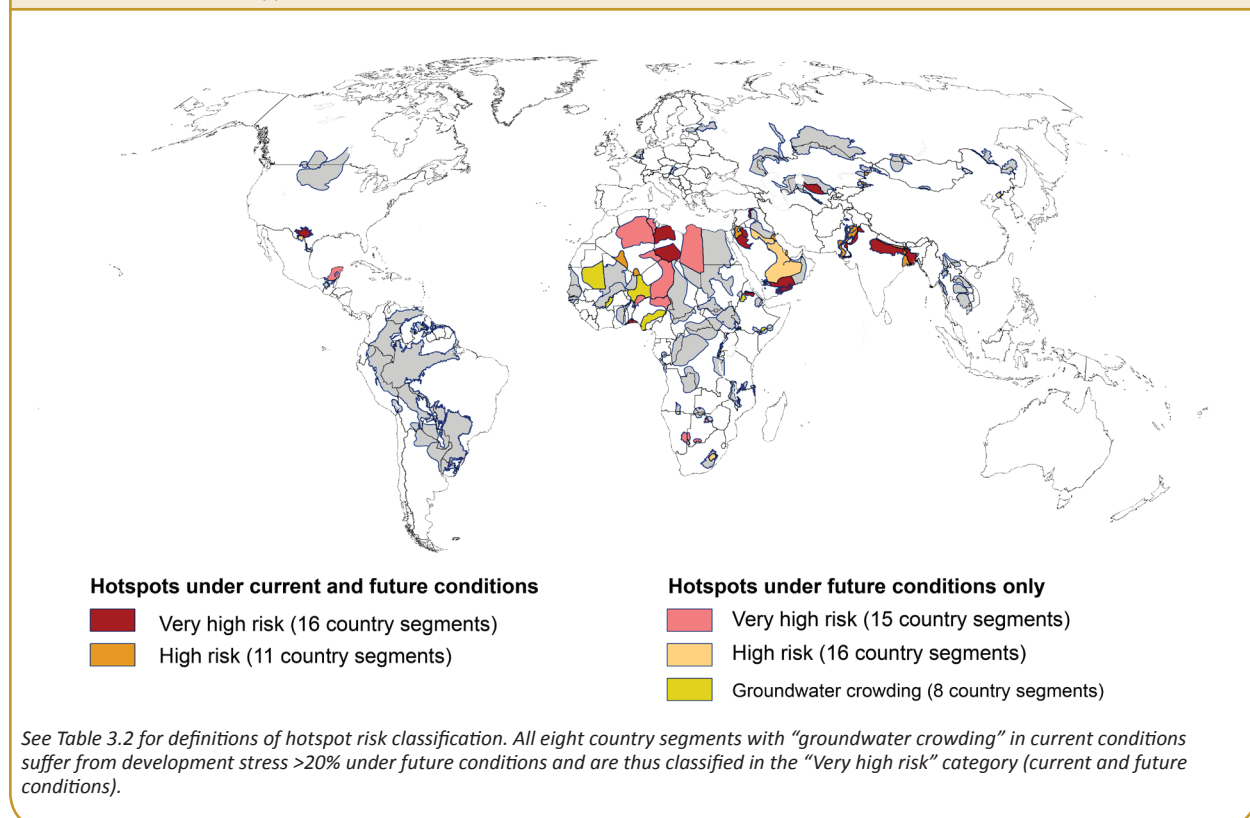 Hotspots under current and future conditions
Very high risk (16 country segments)
High risk (11 country segments)
Hotspots under future conditions only
Very high risk (15 country segments)
High risk (16 country segments)
Groundwater crowding (8 country segments)
See Table 3.2 for definitions of hotspot risk classification. All eight country segments with “groundwater crowding” in current conditions
suffer from development stress >20% under future conditions and are thus classified in the “Very high risk” category (current and future
conditions).